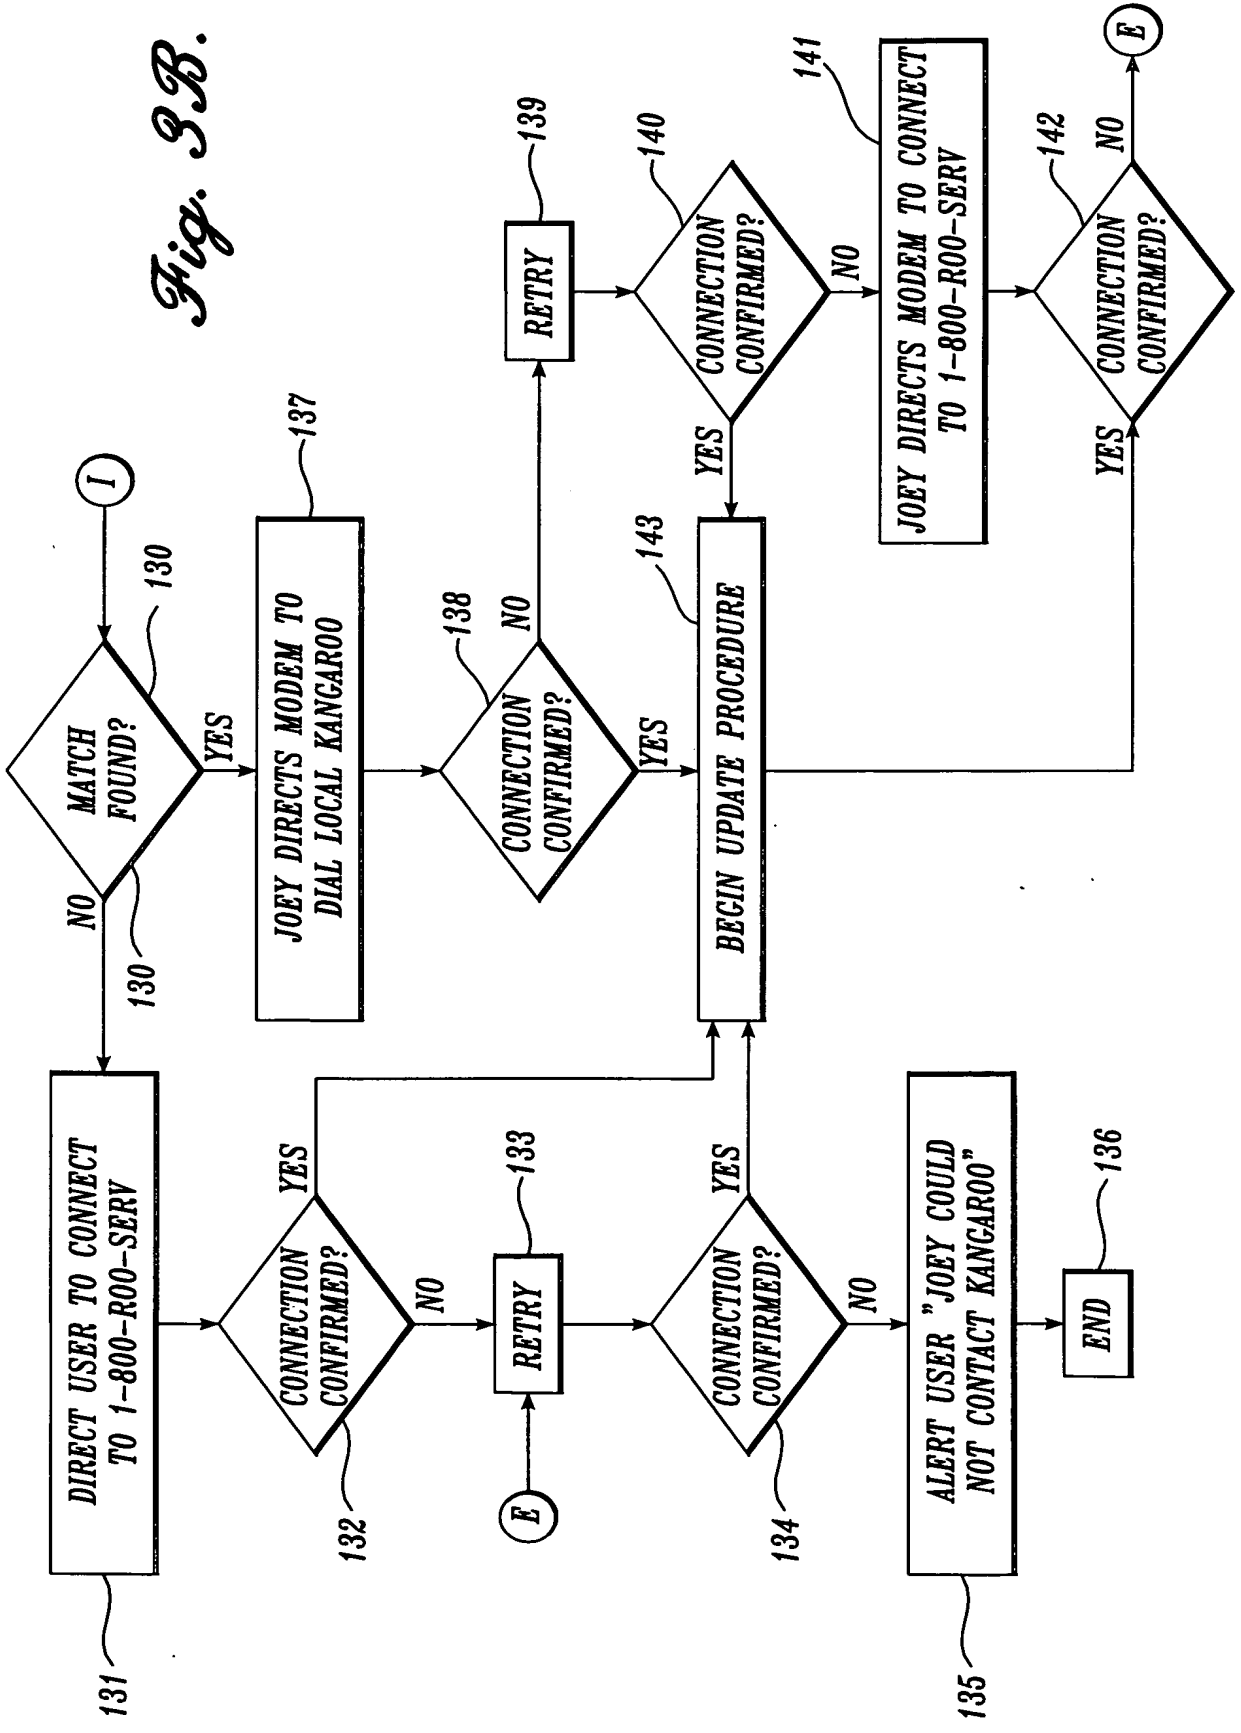 Fig. 3B.
I
MATCH
FOUND?
130
130
NO
YES
DIRECT USER TO CONNECT
TO 1-800-ROO-SERV
131
JOEY DIRECTS MODEM TO
DIAL LOCAL KANGAROO
137
CONNECTION
CONFIRMED?
132
YES
NO
CONNECTION
CONFIRMED?
138
NO
YES
RETRY
139
E
RETRY
133
CONNECTION
CONFIRMED?
140
YES
NO
BEGIN UPDATE PROCEDURE
143
CONNECTION
CONFIRMED?
134
YES
NO
JOEY DIRECTS MODEM TO CONNECT
TO 1-800-ROO-SERV
141
ALERT USER "JOEY COULD
NOT CONTACT KANGAROO"
135
CONNECTION
CONFIRMED?
142
YES
NO
E
END
136